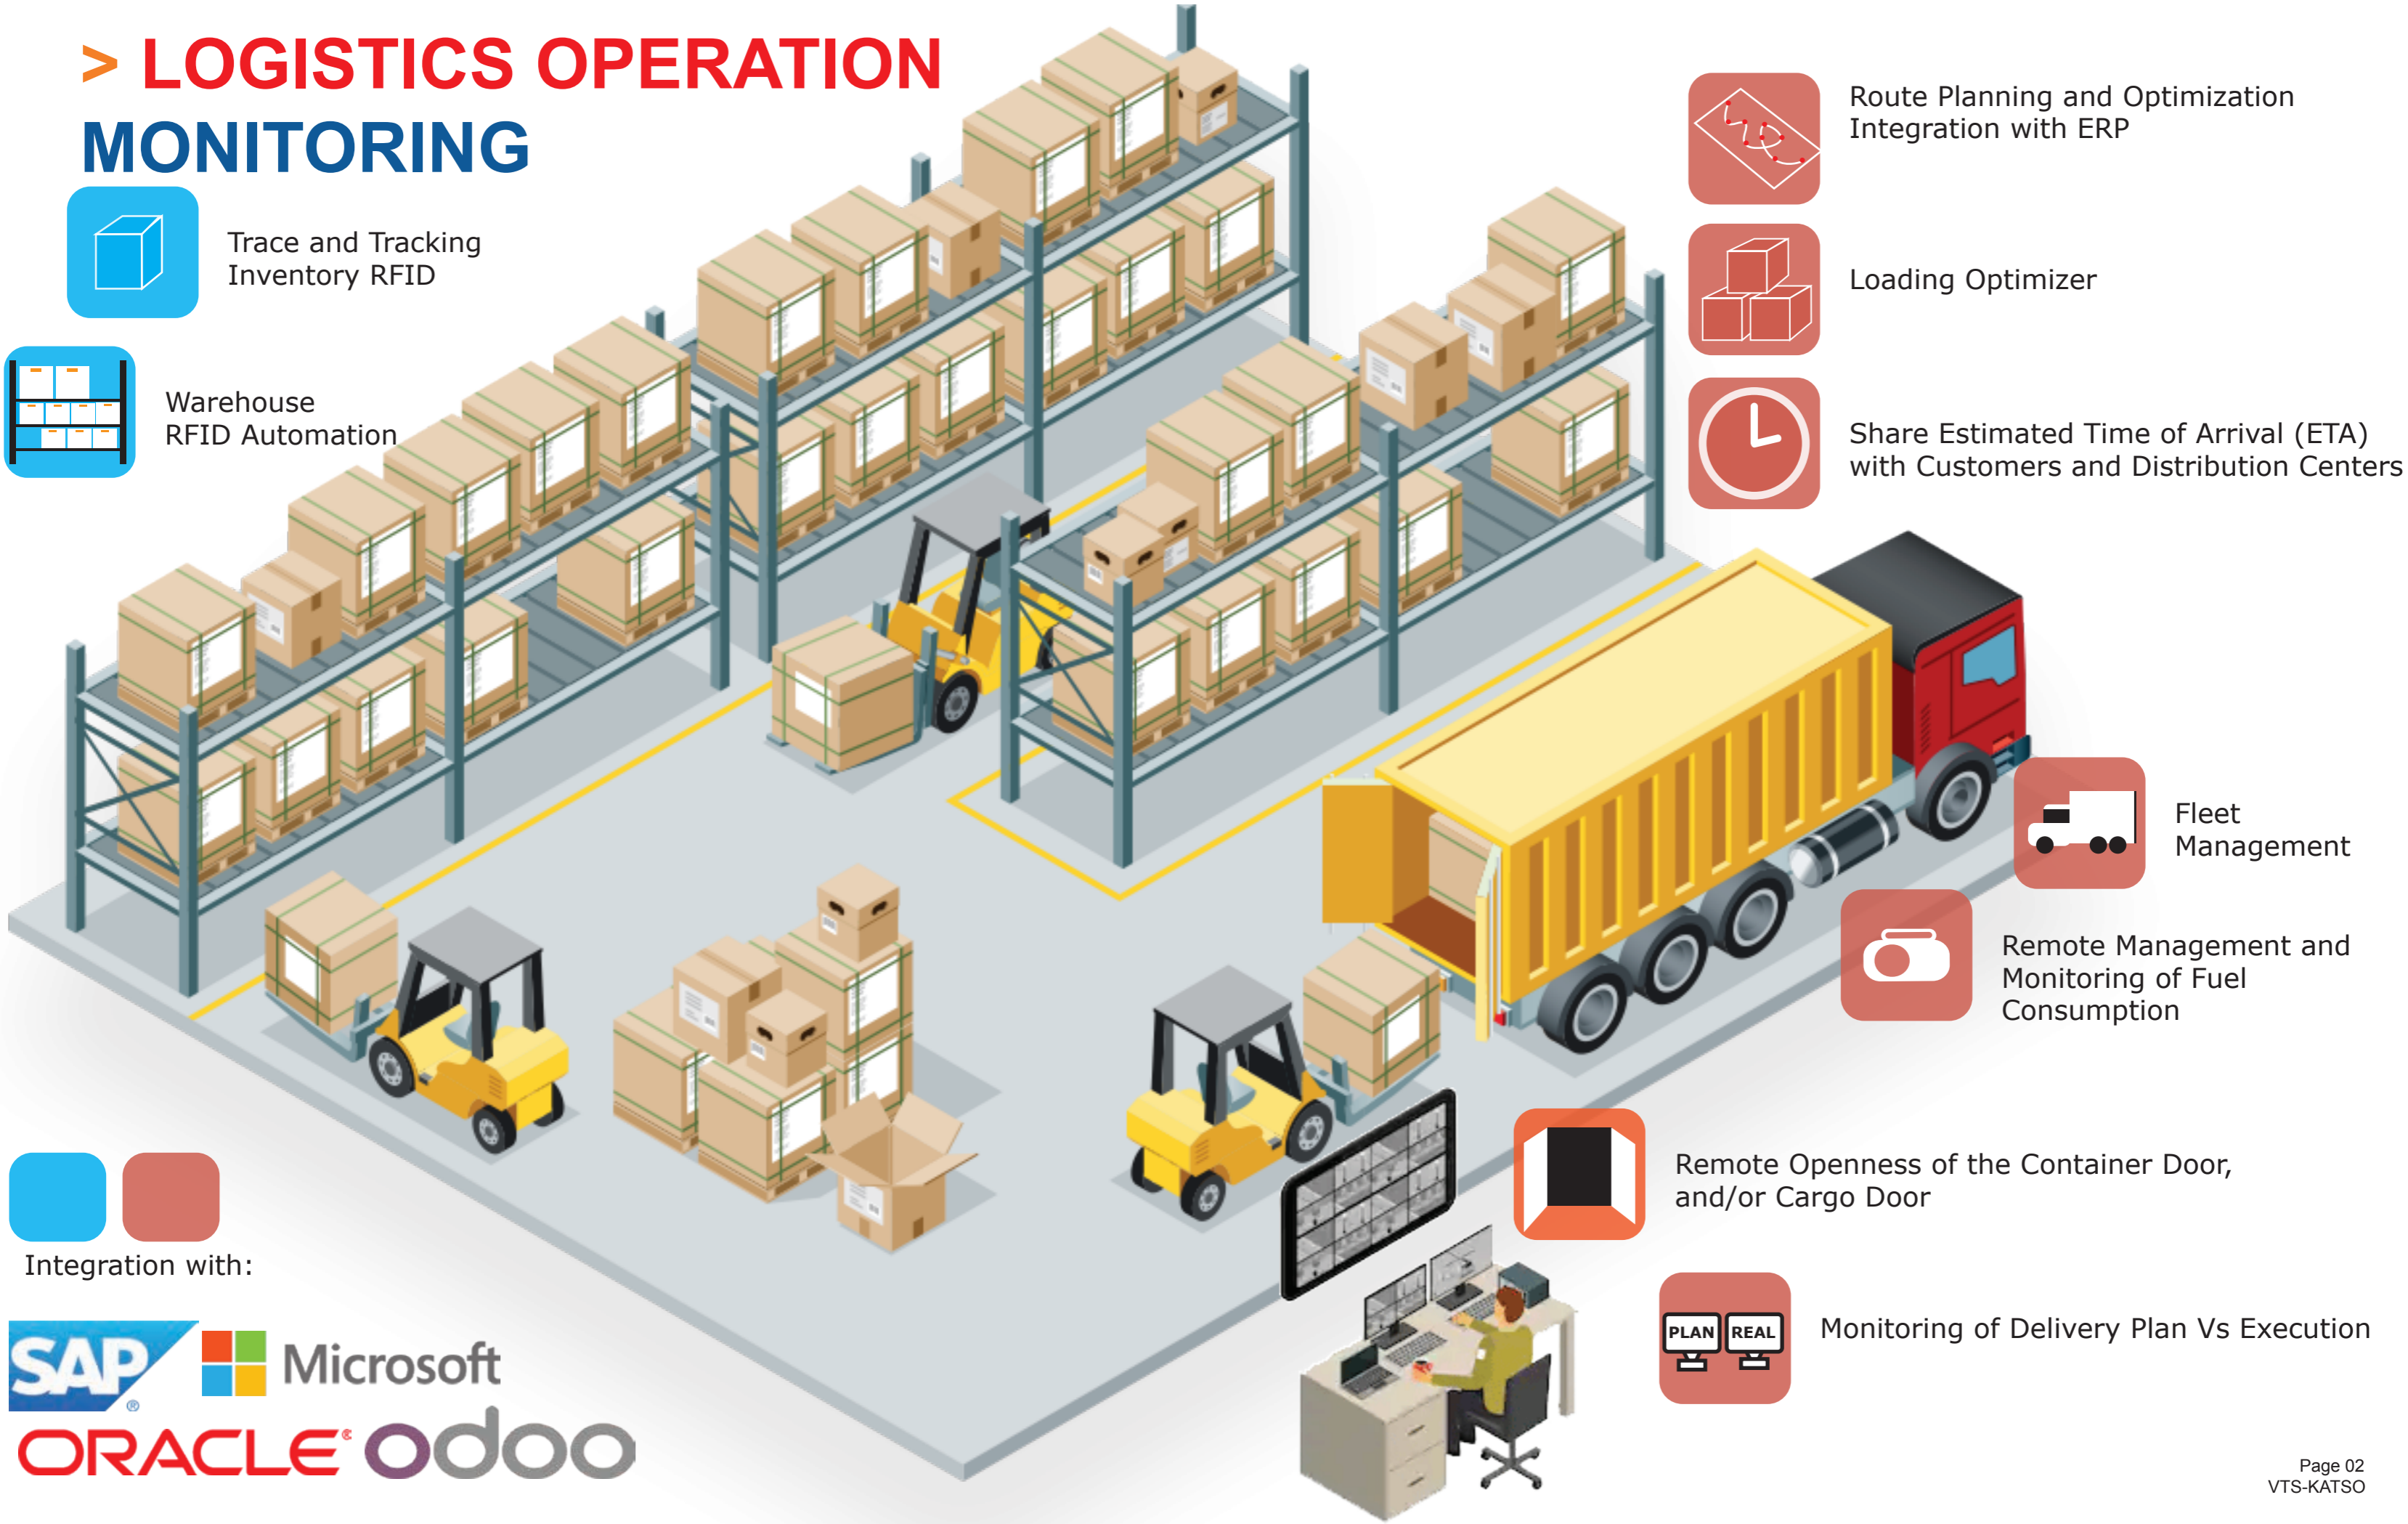 > LOGISTICS OPERATION
MONITORING
Trace and Tracking
Inventory RFID
Warehouse
RFID Automation
Route Planning and Optimization
Integration with ERP
Loading Optimizer
Share Estimated Time of Arrival (ETA)
with Customers and Distribution Centers
Fleet
Management
Remote Management and
Monitoring of Fuel
Consumption
Remote Openness of the Container Door,
and/or Cargo Door
PLAN REAL
Monitoring of Delivery Plan Vs Execution
Integration with:
SAP®
Microsoft
ORACLE®
odoo
Page 02
VTS-KATSO